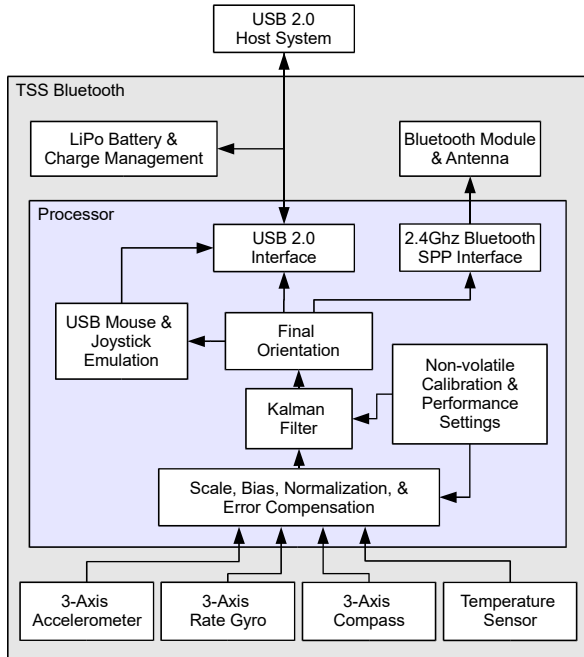 USB 2.0
Host System
TSS Bluetooth
LiPo Battery &
Charge Management
Bluetooth Module
& Antenna
Processor
USB 2.0
Interface
2.4Ghz Bluetooth
SPP Interface
USB Mouse &
Joystick
Emulation
Final
Orientation
Non-volatile
Calibration &
Performance
Settings
Kalman
Filter
Scale, Bias, Normalization, &
Error Compensation
3-Axis
Accelerometer
3-Axis
Rate Gyro
3-Axis
Compass
Temperature
Sensor